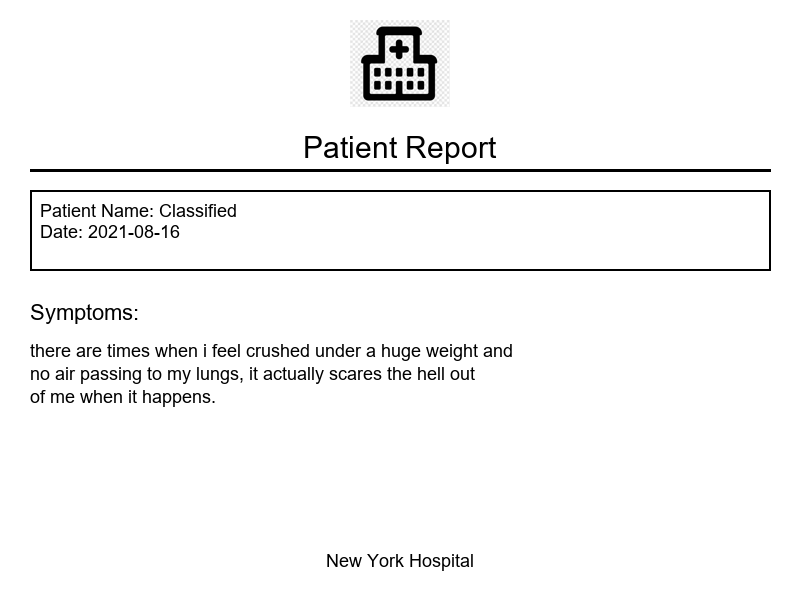 Patient Report
Patient Name: Classified
Date: 2021-08-16
Symptoms:
there are times when i feel crushed under a huge weight and
no air passing to my lungs, it actually scares the hell out
of me when it happens.
New York Hospital